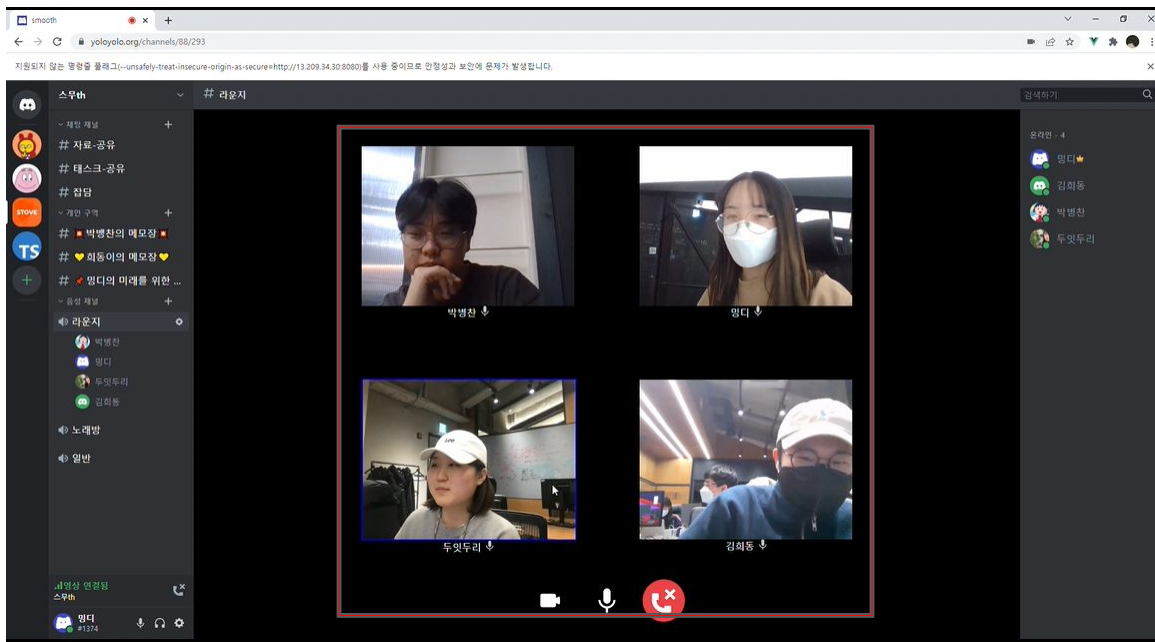 smooth
yoloyolo.org/channels/88/293
지원되지 않는 명령줄 플래그(--unsafely-treat-insecure-origin-as-secure=http://13.209.34.30:8080)를 사용 중이므로 안정성과 보안에 문제가 발생합니다.
스무th
# 라운지
검색하기
채팅 채널
# 자료-공유
# 태스크-공유
# 잡담
개인 구역
# 박뱅찬의 메모장
# 희동이의 메모장
# 밍디의 미래를 위한 ...
음성 채널
라운지
박병찬
밍디
두잇두리
김희동
노래방
일반
STOVE
TS
박병찬
밍디
두잇두리
김희동
온라인 - 4
밍디
김희동
박병찬
두잇두리
영상 연결됨
스무th
밍디
#1374